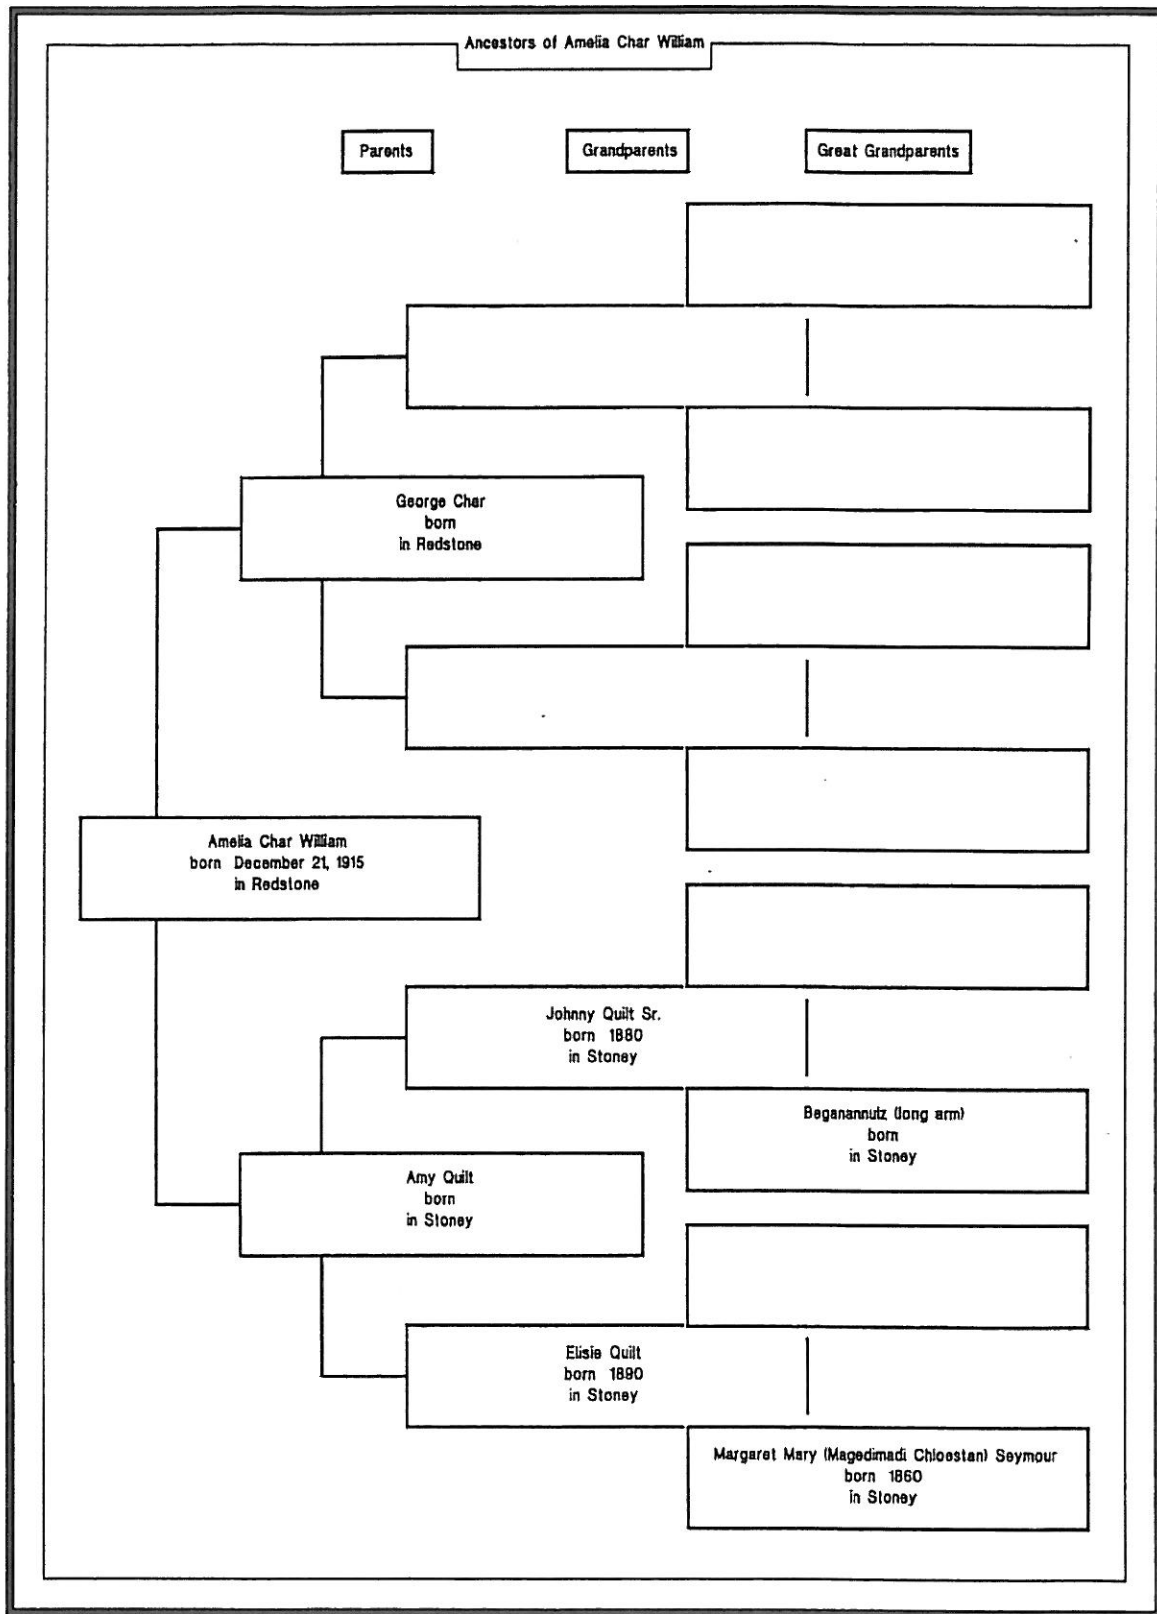 Ancestors of Amelia Char William
Parents
Grandparents
Great Grandparents
George Char
born
in Redstone
Amelia Char William
born December 21, 1915
in Redstone
Johnny Quilt Sr.
born 1880
in Stoney
Beganannutz (long arm)
born
in Stoney
Amy Quilt
born
in Stoney
Elisie Quilt
born 1890
in Stoney
Margaret Mary (Magedimadi Chloestan) Seymour
born 1860
in Stoney